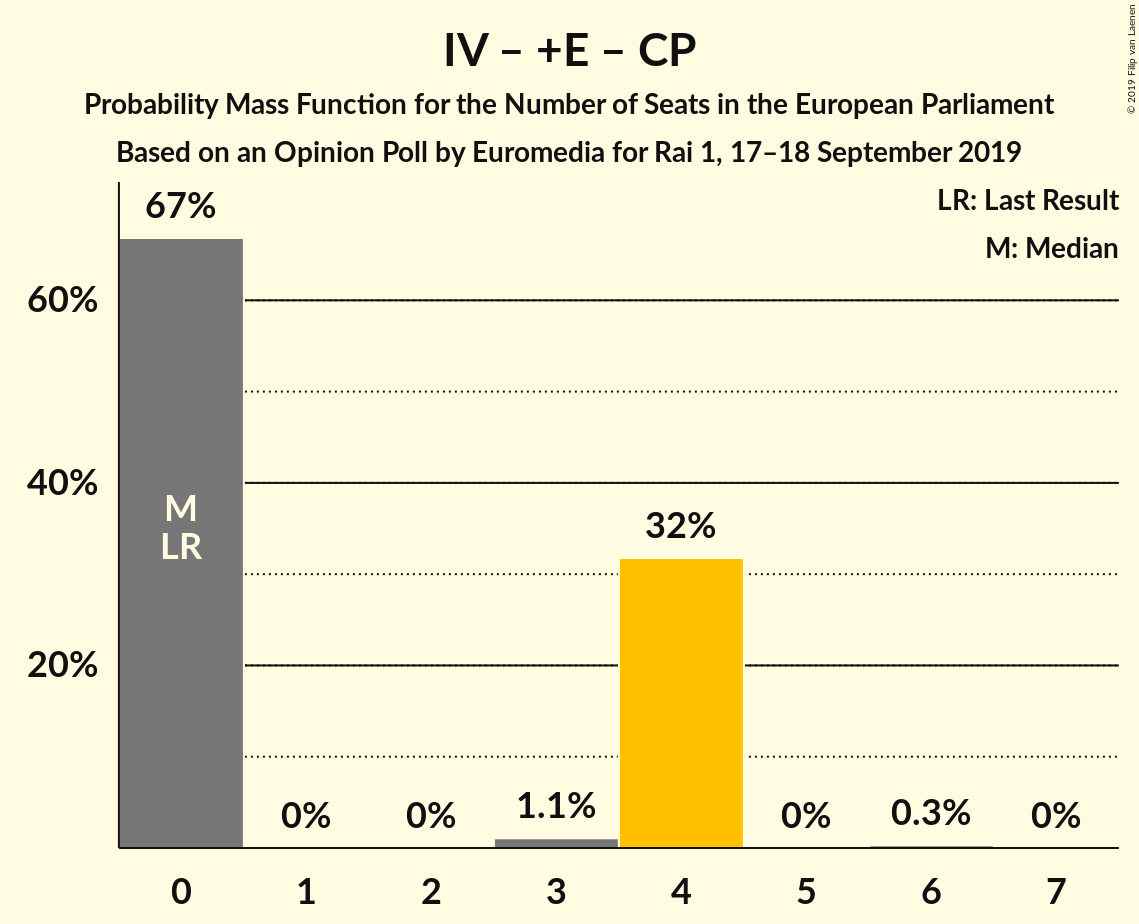 IV – +E – CP
Probability Mass Function for the Number of Seats in the European Parliament
Based on an Opinion Poll by Euromedia for Rai 1, 17–18 September 2019
© 2019 Filip van Laenen
LR: Last Result
M: Median
67%
60%
40%
20%
M
LR
0%
0%
1.1%
32%
0%
0.3%
0%
0 1 2 3 4 5 6 7